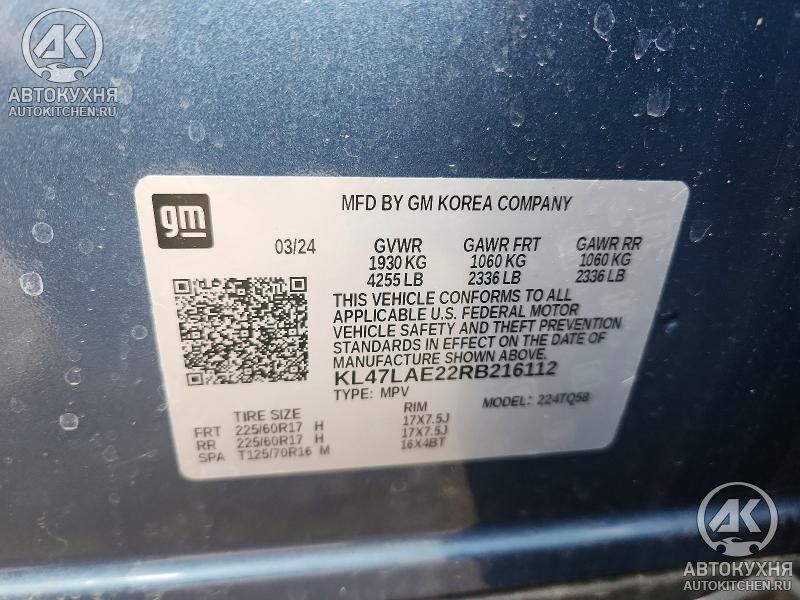 AK
АВТОКУХНЯ
AUTOKITCHEN.RU
gm
MFD BY GM KOREA COMPANY
03/24 GVWR GAWR FRT GAWR RR
1930 KG 1060 KG 1060 KG
4255 LB 2336 LB 2336 LB
THIS VEHICLE CONFORMS TO ALL
APPLICABLE U.S. FEDERAL MOTOR
VEHICLE SAFETY AND THEFT PREVENTION
STANDARDS IN EFFECT ON THE DATE OF
MANUFACTURE SHOWN ABOVE.
KL47LAE22RB216112
TYPE: MPV MODEL: 224TQ58
TIRE SIZE RIM
FRT 225/60R17 H 17X7.5J
RR 225/60R17 H 17X7.5J
SPA T125/70R16 M 16X4BT
AK
АВТОКУХНЯ
AUTOKITCHEN.RU